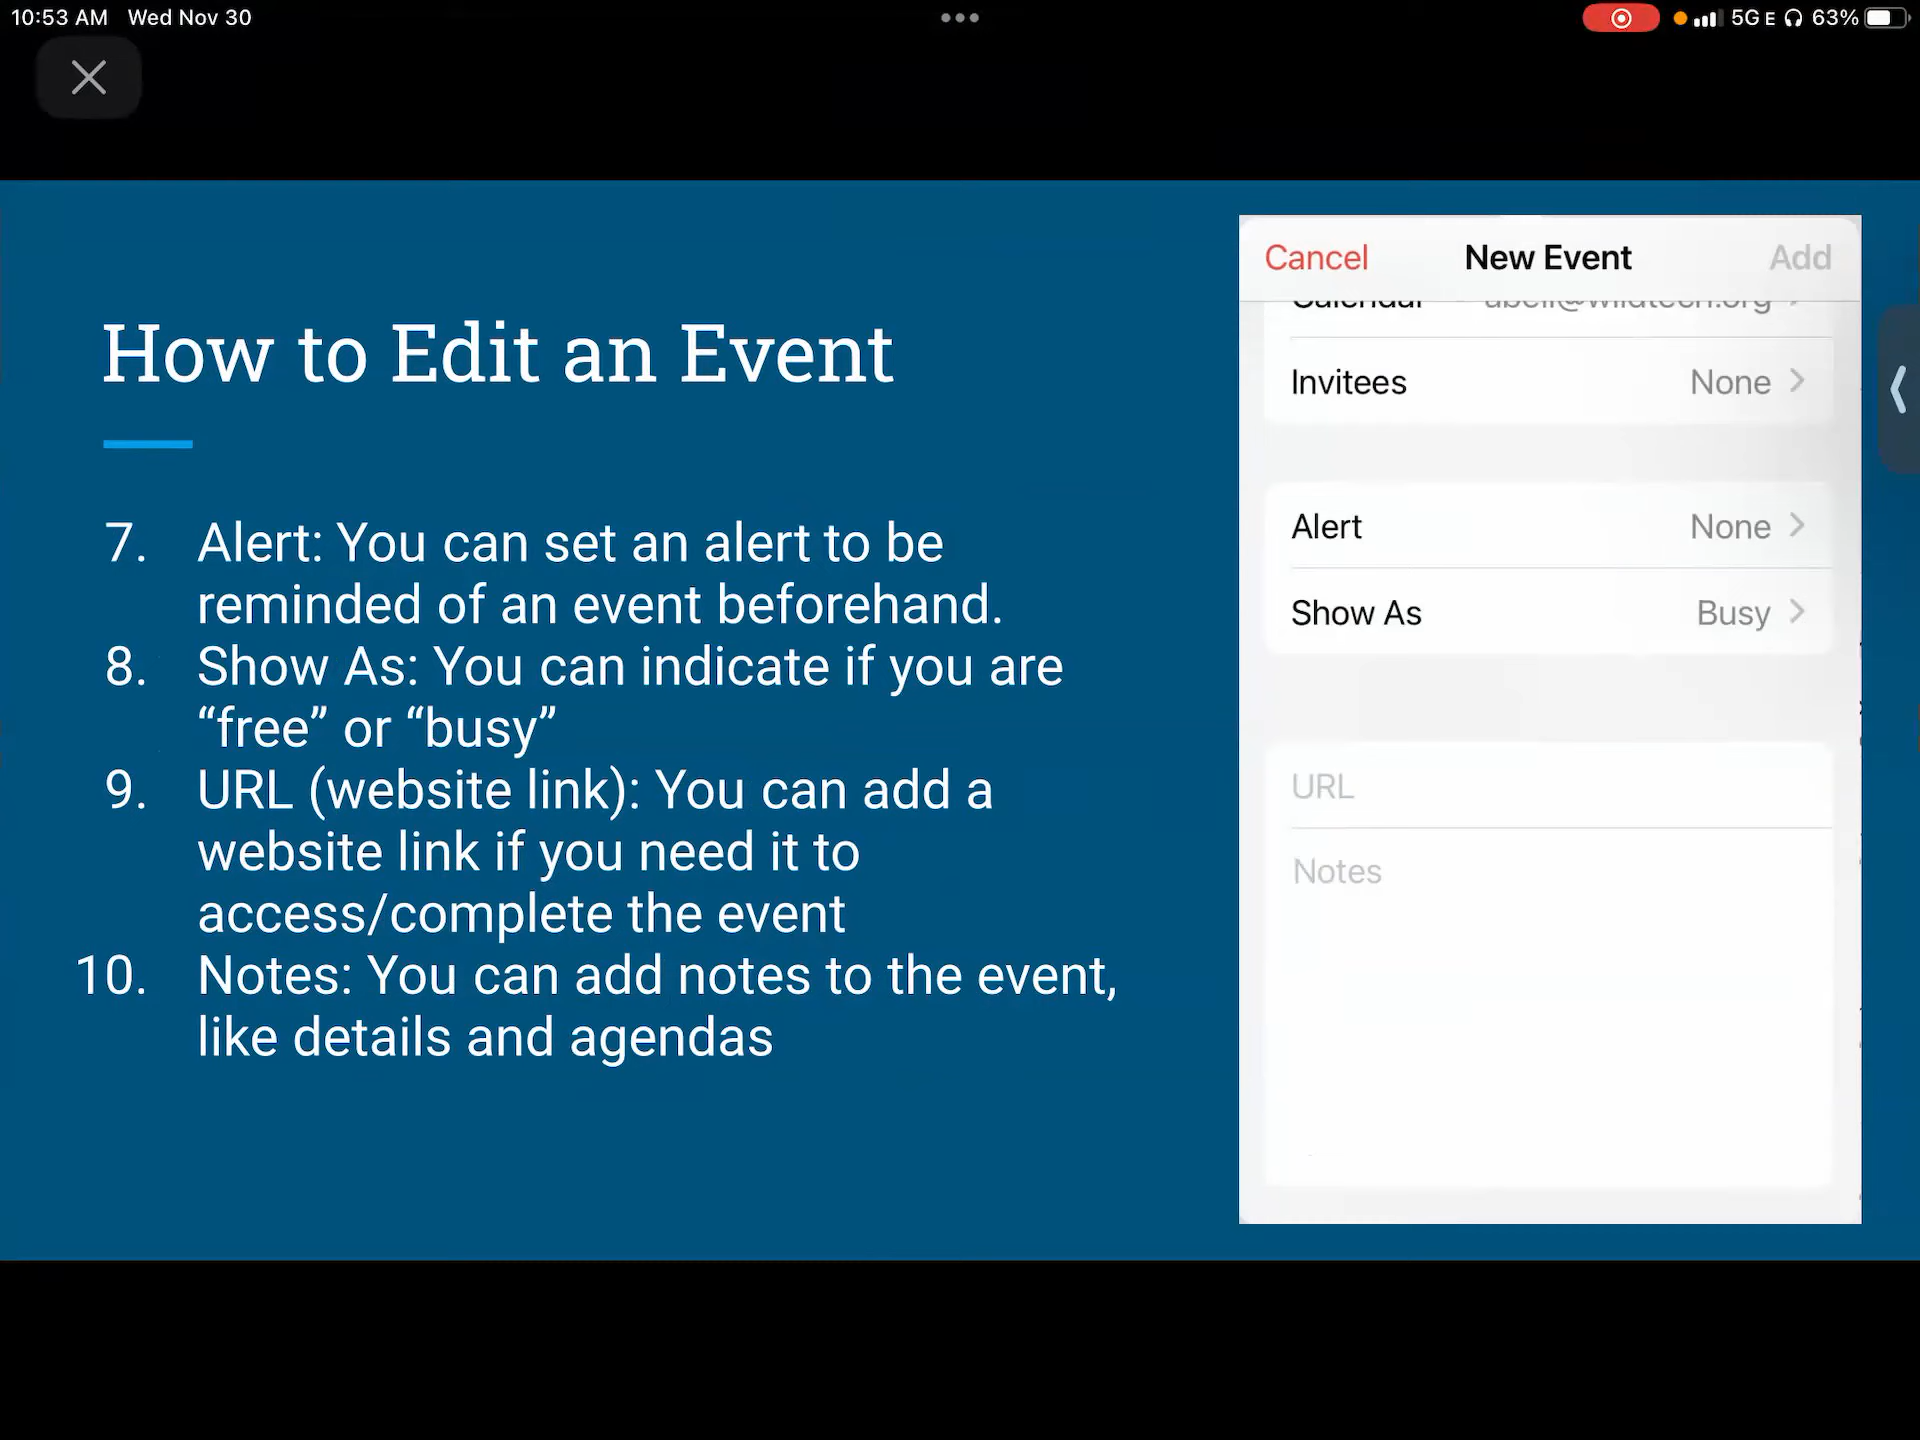 10:53 AM Wed Nov 30
5G E 63%
How to Edit an Event
7. Alert: You can set an alert to be
reminded of an event beforehand.
8. Show As: You can indicate if you are
“free” or “busy”
9. URL (website link): You can add a
website link if you need it to
access/complete the event
10. Notes: You can add notes to the event,
like details and agendas
Cancel New Event Add
Calendar
Invitees None
Alert None
Show As Busy
URL
Notes